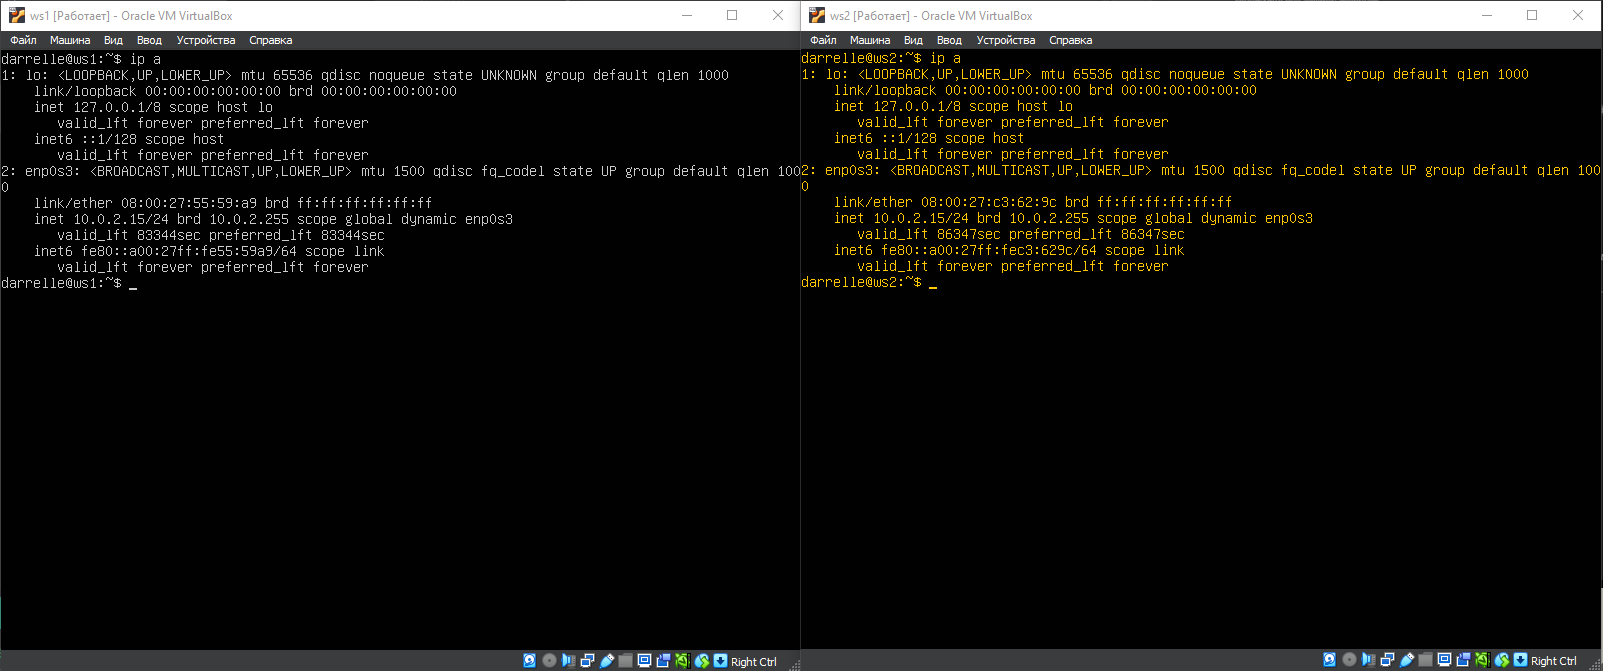 ws1 [Работает] - Oracle VM VirtualBox
Файл Машина Вид Ввод Устройства Справка
darrelle@ws1:~$ ip a
1: lo: <LOOPBACK,UP,LOWER_UP> mtu 65536 qdisc noqueue state UNKNOWN group default qlen 1000
link/loopback 00:00:00:00:00:00 brd 00:00:00:00:00:00
inet 127.0.0.1/8 scope host lo
valid_lft forever preferred_lft forever
inet6 ::1/128 scope host
valid_lft forever preferred_lft forever
2: enp0s3: <BROADCAST,MULTICAST,UP,LOWER_UP> mtu 1500 qdisc fq_codel state UP group default qlen 100
0
link/ether 08:00:27:55:59:a9 brd ff:ff:ff:ff:ff:ff
inet 10.0.2.15/24 brd 10.0.2.255 scope global dynamic enp0s3
valid_lft 83344sec preferred_lft 83344sec
inet6 fe80::a00:27ff:fe55:59a9/64 scope link
valid_lft forever preferred_lft forever
darrelle@ws1:~$ _
Right Ctrl
ws2 [Работает] - Oracle VM VirtualBox
Файл Машина Вид Ввод Устройства Справка
darrelle@ws2:~$ ip a
1: lo: <LOOPBACK,UP,LOWER_UP> mtu 65536 qdisc noqueue state UNKNOWN group default qlen 1000
link/loopback 00:00:00:00:00:00 brd 00:00:00:00:00:00
inet 127.0.0.1/8 scope host lo
valid_lft forever preferred_lft forever
inet6 ::1/128 scope host
valid_lft forever preferred_lft forever
2: enp0s3: <BROADCAST,MULTICAST,UP,LOWER_UP> mtu 1500 qdisc fq_codel state UP group default qlen 100
0
link/ether 08:00:27:c3:62:9c brd ff:ff:ff:ff:ff:ff
inet 10.0.2.15/24 brd 10.0.2.255 scope global dynamic enp0s3
valid_lft 86347sec preferred_lft 86347sec
inet6 fe80::a00:27ff:fec3:629c/64 scope link
valid_lft forever preferred_lft forever
darrelle@ws2:~$ _
Right Ctrl